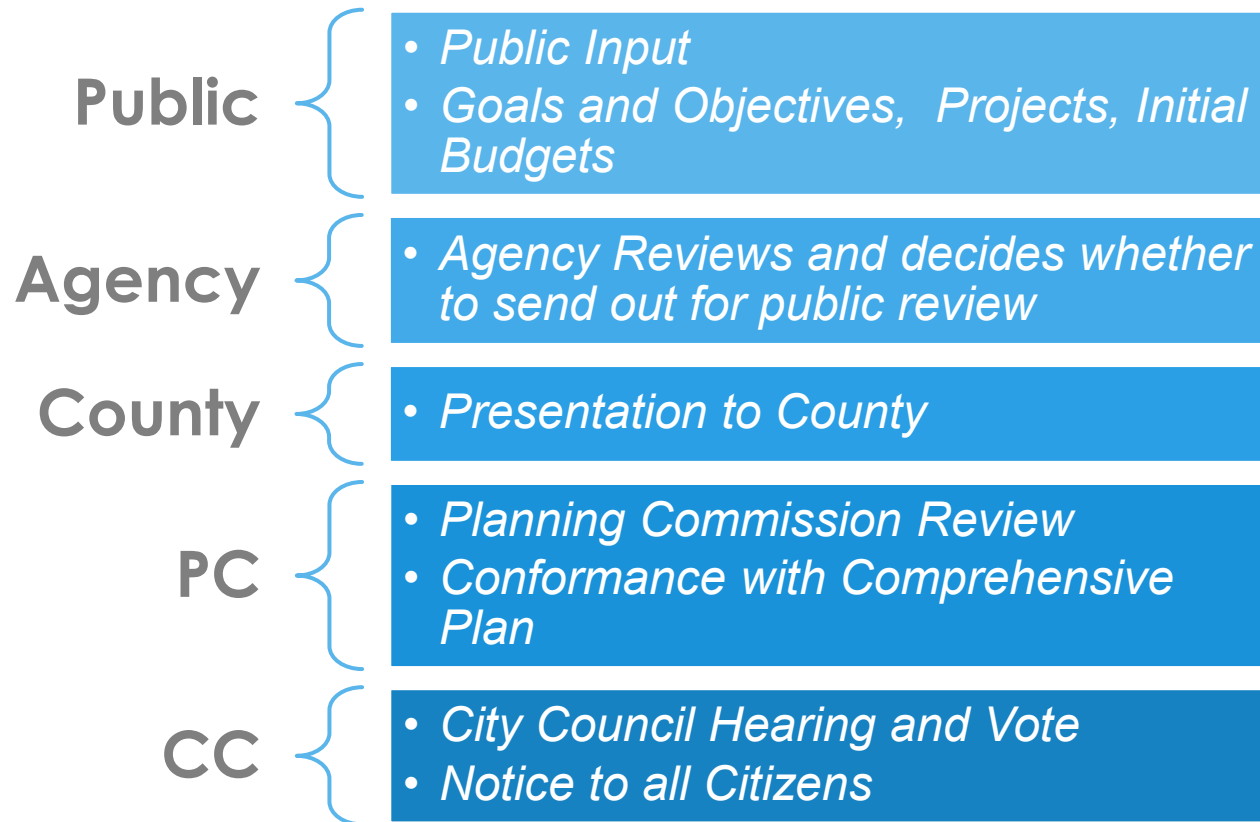 Public
• Public Input
• Goals and Objectives,  Projects, Initial
Budgets
Agency
• Agency Reviews and decides whether
to send out for public review
County
• Presentation to County
PC
• Planning Commission Review
• Conformance with Comprehensive
Plan
CC
• City Council Hearing and Vote
• Notice to all Citizens